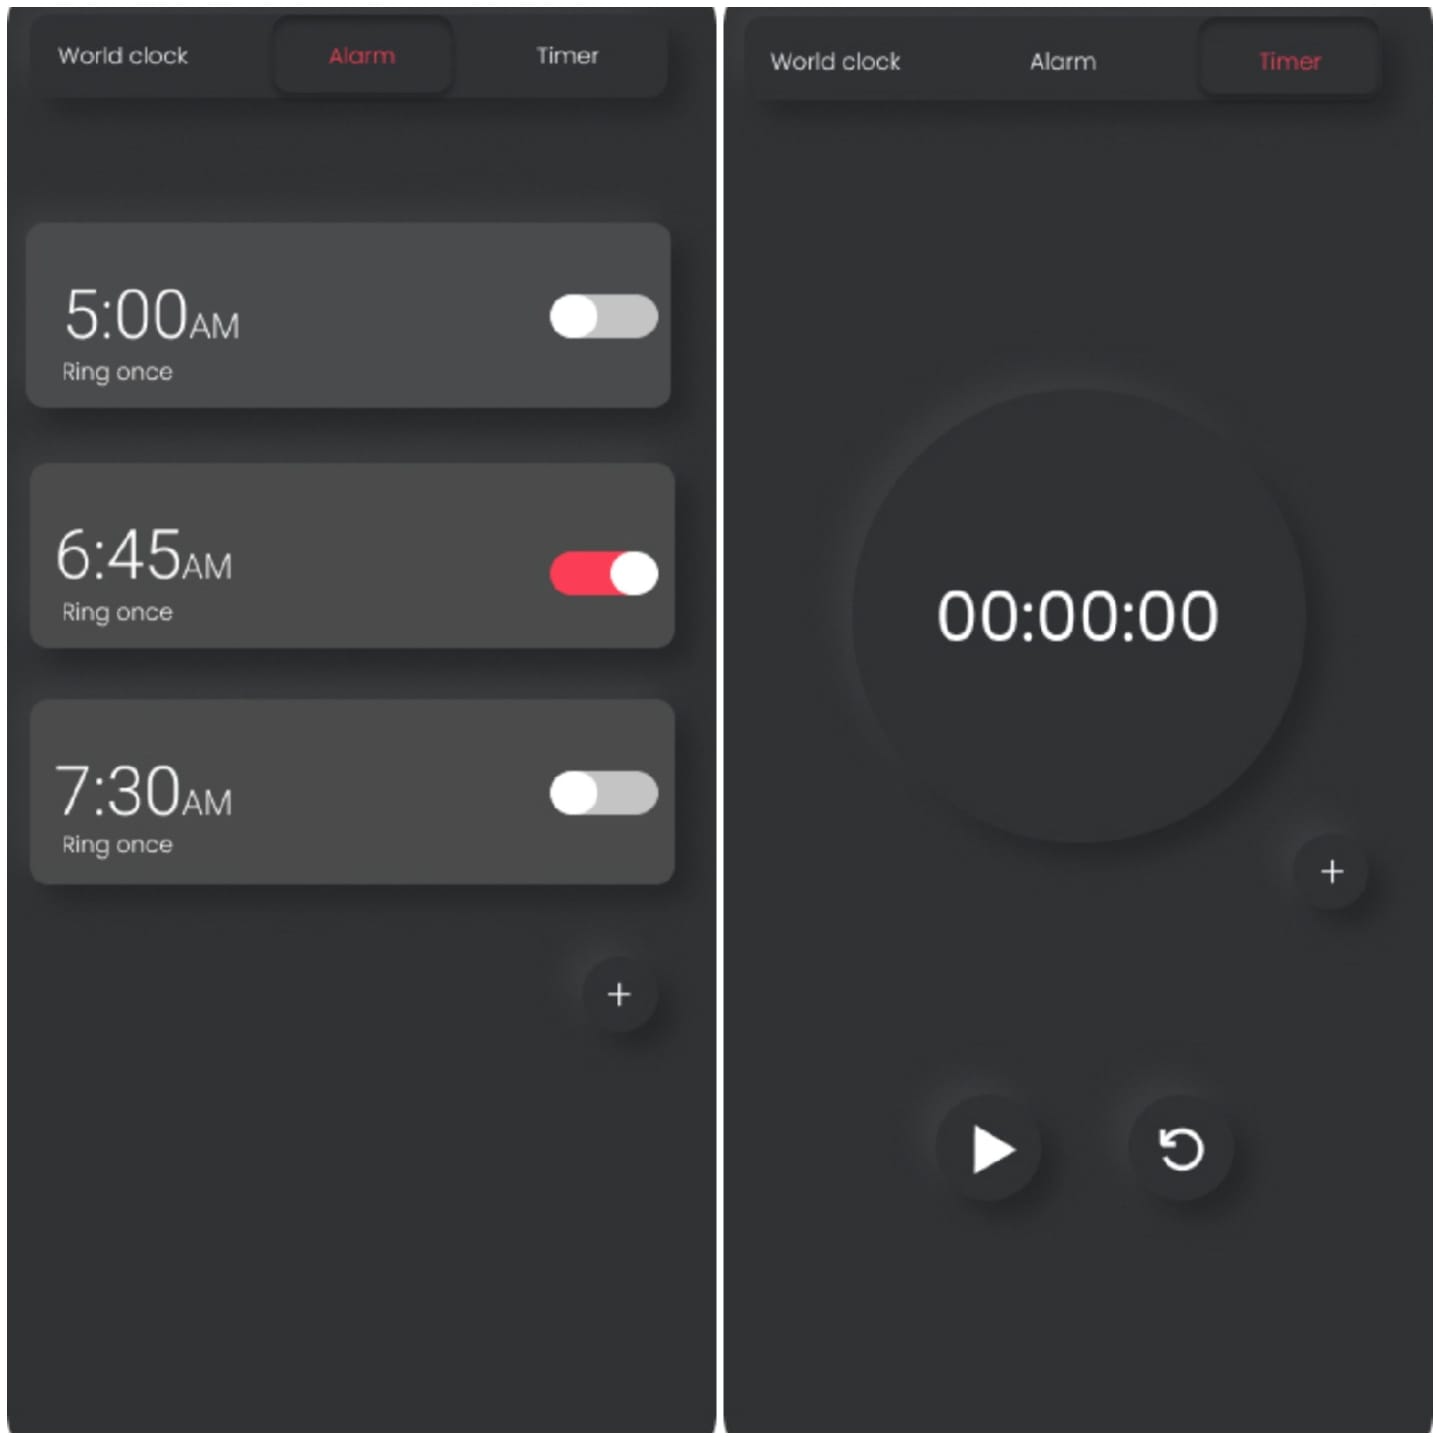 World clock Alarm Timer
5:00AM
Ring once
6:45AM
Ring once
7:30AM
Ring once
+
World clock Alarm Timer
00:00:00
+